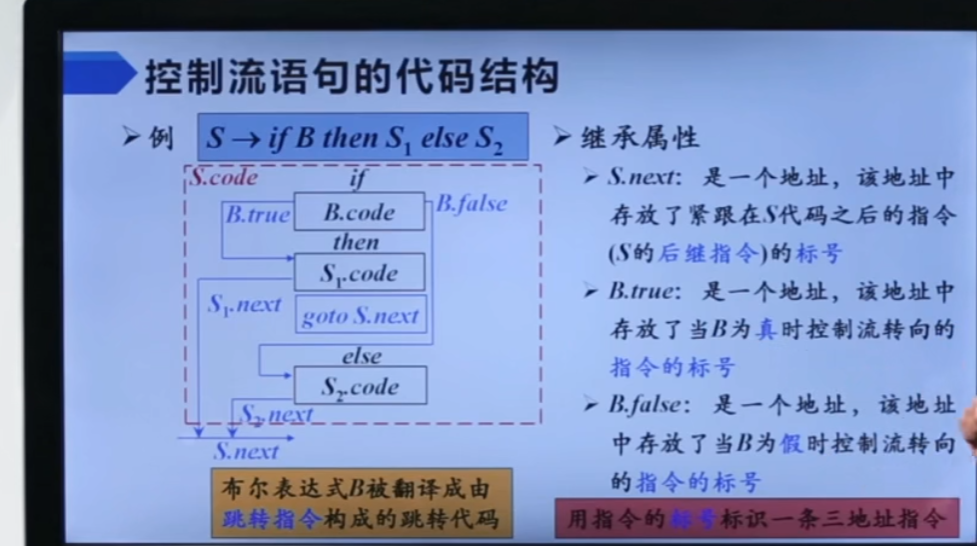 控制流语句的代码结构
➢ 例 S → if B then S₁ else S₂
S.code
if
B.true
B.code
B.false
then
S₁.code
S₁.next
goto S.next
else
S₂.code
S₂.next
S.next
布尔表达式B被翻译成由
跳转指令构成的跳转代码
➢ 继承属性
➢ S.next: 是一个地址，该地址中
存放了紧跟在S代码之后的指令
(S的后继指令)的标号
➢ B.true: 是一个地址，该地址中
存放了当B为真时控制流转向的
指令的标号
➢ B.false: 是一个地址，该地址
中存放了当B为假时控制流转向
的指令的标号
用指令的标号标识一条三地址指令